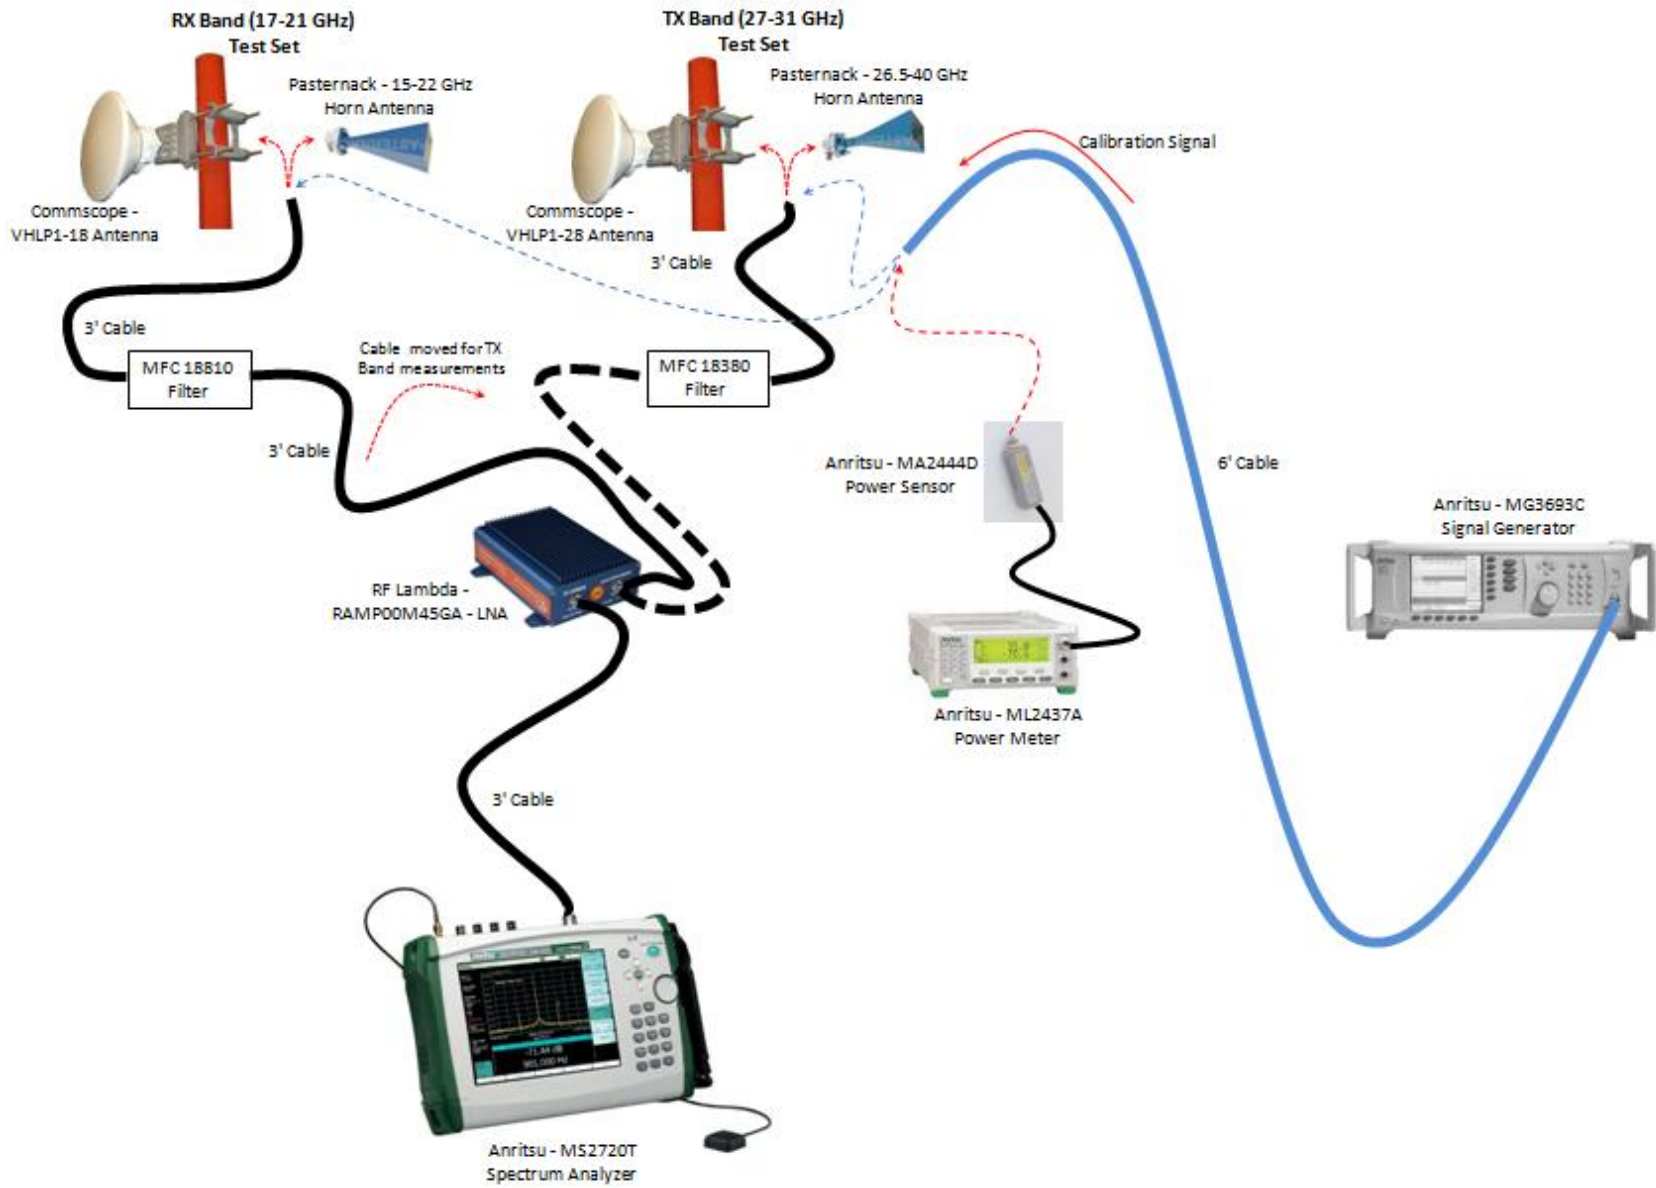 RX Band (17-21 GHz)
Test Set
TX Band (27-31 GHz)
Test Set
Pasternack - 15-22 GHz
Horn Antenna
Pasternack - 26.5-40 GHz
Horn Antenna
Calibration Signal
Commscope -
VHLP1-18 Antenna
Commscope -
VHLP1-28 Antenna
3' Cable
3' Cable
MFC 18810
Filter
Cable moved for TX
Band measurements
MFC 18380
Filter
3' Cable
Anritsu - MA2444D
Power Sensor
6' Cable
Anritsu - MG3693C
Signal Generator
RF Lambda -
RAMP00M45GA - LNA
Anritsu - ML2437A
Power Meter
3' Cable
-71.84 dB
Anritsu - MS2720T
Spectrum Analyzer